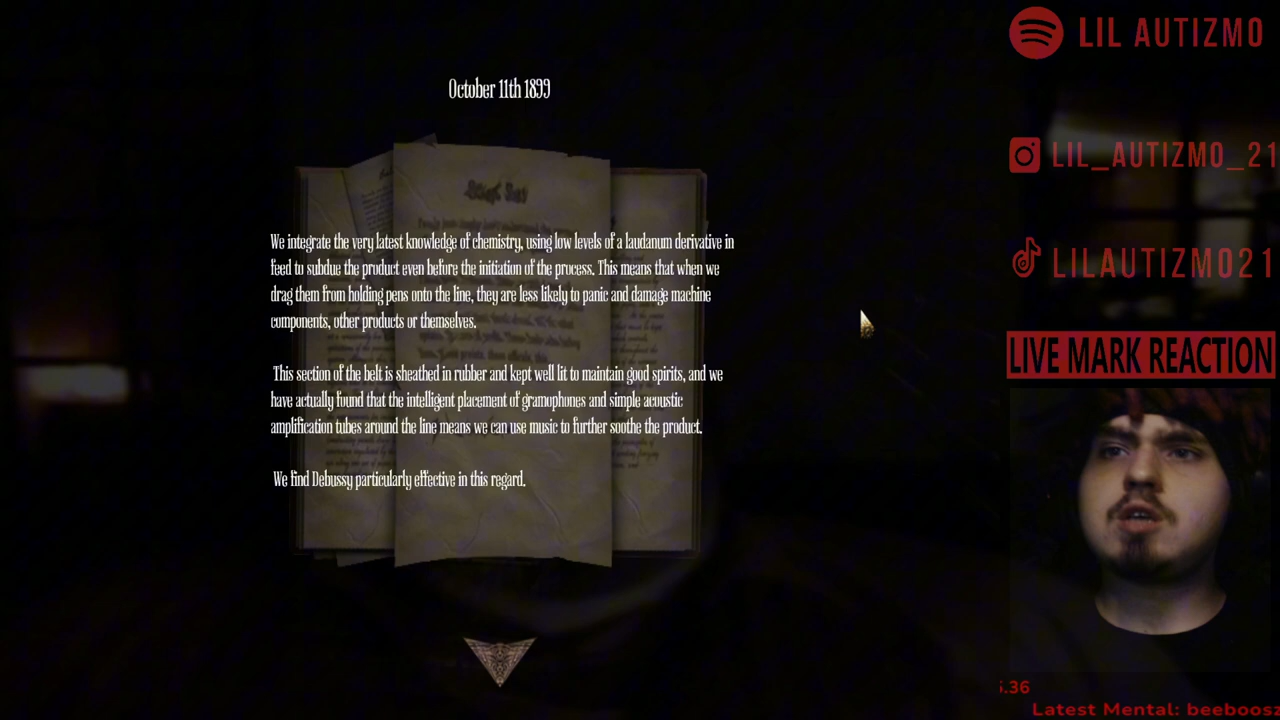 October 11th 1899
We integrate the very latest knowledge of chemistry, using low levels of a laudanum derivative in
feed to subdue the product even before the initiation of the process. This means that when we
drag them from holding pens onto the line, they are less likely to panic and damage machine
components, other products or themselves.
This section of the belt is sheathed in rubber and kept well lit to maintain good spirits, and we
have actually found that the intelligent placement of gramophones and simple acoustic
amplification tubes around the line means we can use music to further soothe the product.
We find Debussy particularly effective in this regard.
LIL AUTIZMO
LIL_AUTIZMO_21
LILAUTIZMO21
LIVE MARK REACTION
.36
Latest Mental: beeboosz